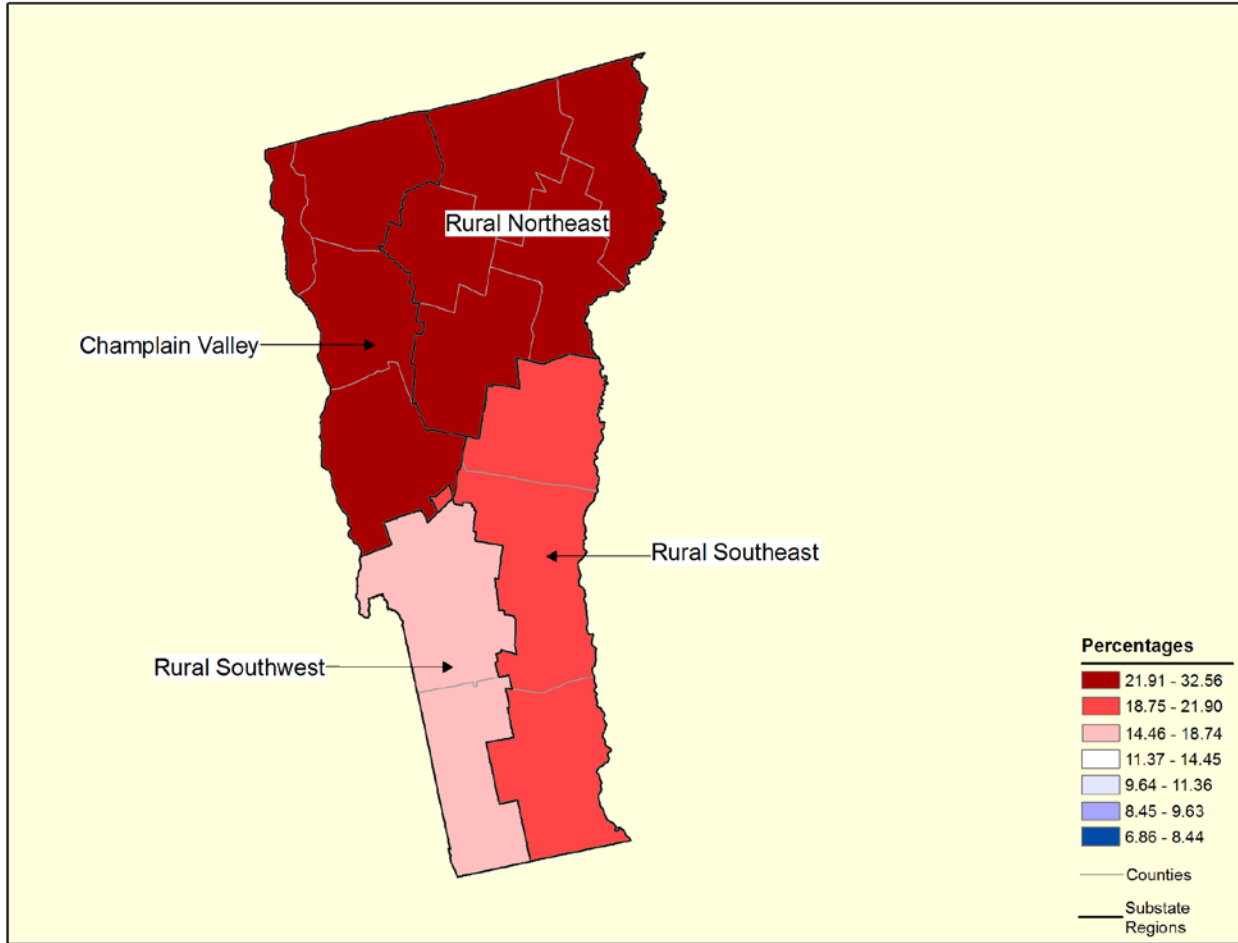 Rural Northeast
Champlain Valley
Rural Southeast
Rural Southwest
Percentages
21.91 - 32.56
18.75 - 21.90
14.46 - 18.74
11.37 - 14.45
9.64 - 11.36
8.45 - 9.63
6.86 - 8.44
Counties
Substate
Regions